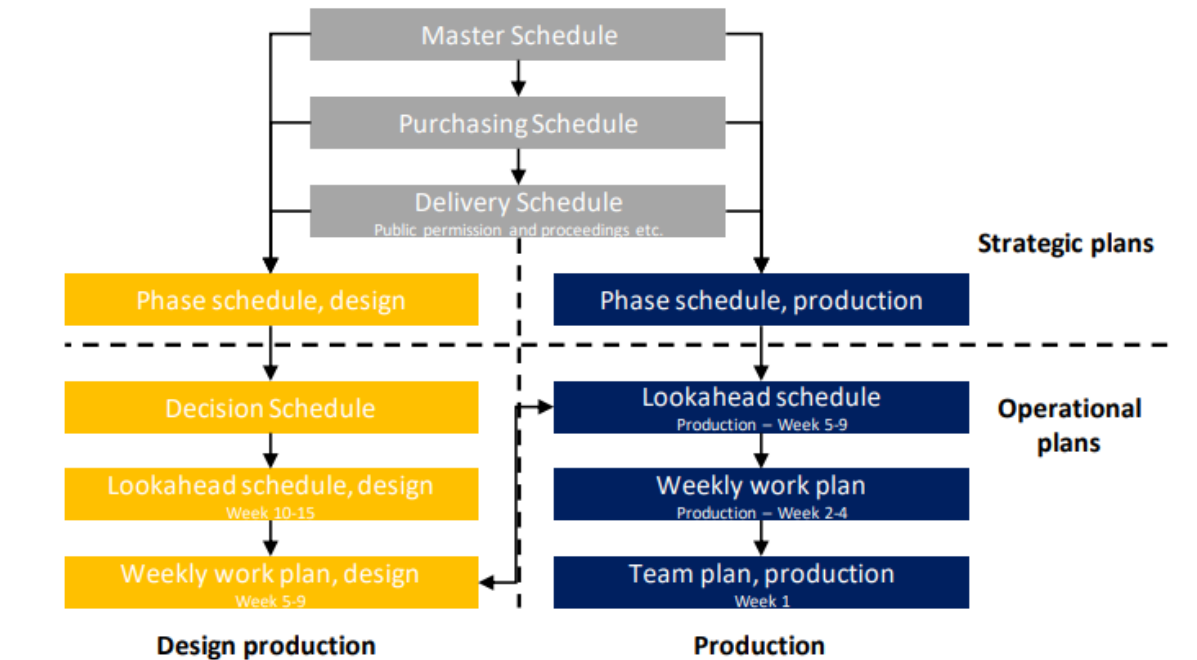 Master Schedule
Purchasing Schedule
Delivery Schedule
Public permission and proceedings etc.
Strategic plans
Phase schedule, design
Phase schedule, production
Decision Schedule
Lookahead schedule
Production – Week 5-9
Operational
plans
Lookahead schedule, design
Week 10-15
Weekly work plan
Production – Week 2-4
Weekly work plan, design
Week 5-9
Team plan, production
Week 1
Design production
Production